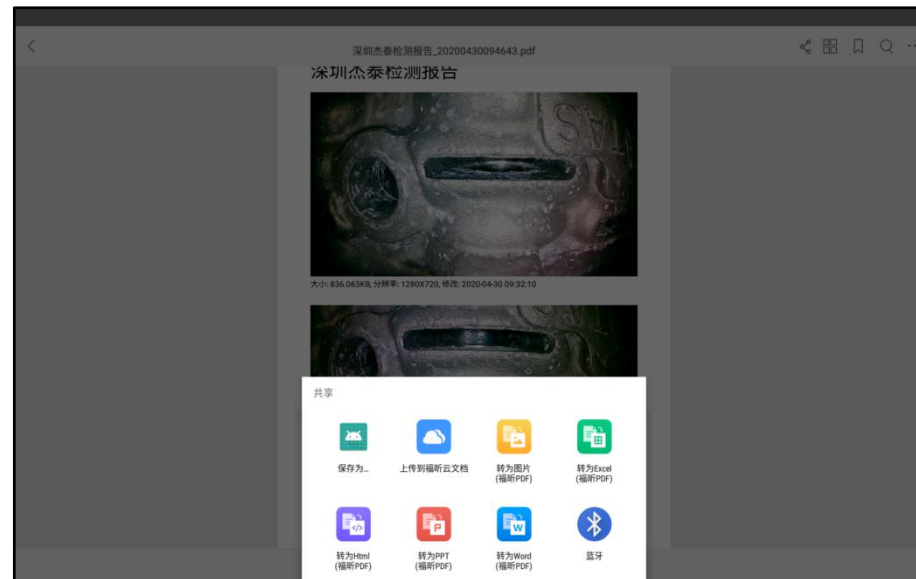 深圳杰泰检测报告_20200430094643.pdf
深圳杰泰检测报告
大小: 836.063KB, 分辨率: 1280X720, 修改: 2020-04-30 09:32:10
共享
保存为...
上传到福昕云文档
转为图片
(福昕PDF)
转为Excel
(福昕PDF)
转为Html
(福昕PDF)
转为PPT
(福昕PDF)
转为Word
(福昕PDF)
蓝牙